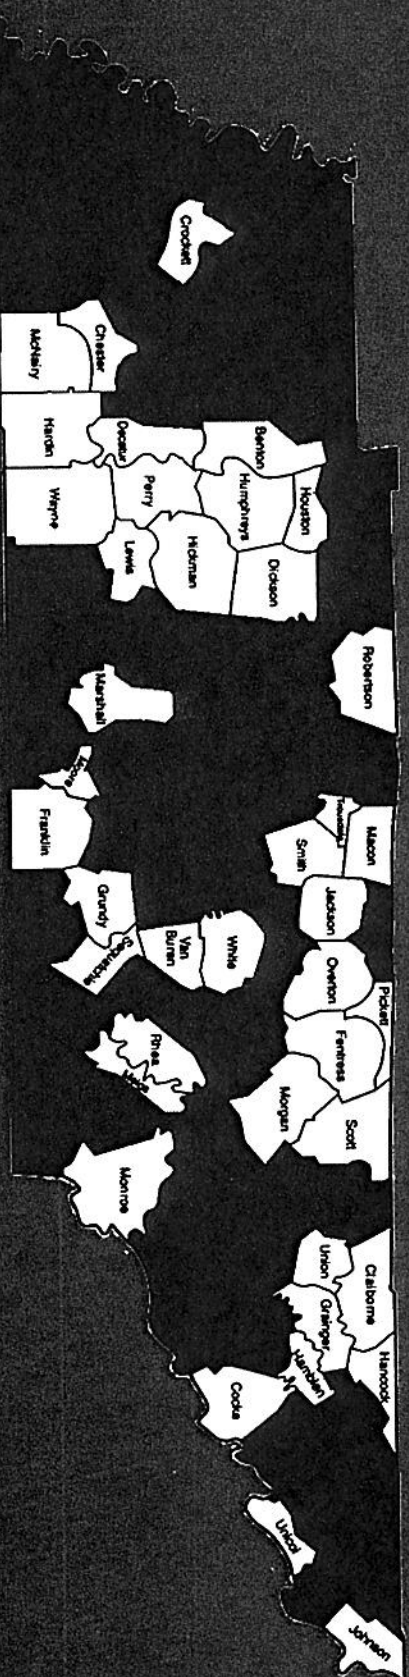 Crockett
Chester
McNairy
Hardin
Decatur
Benton
Houston
Humphreys
Perry
Wayne
Lewis
Hickman
Dickson
Robertson
Marshall
Moore
Franklin
Trousdale
Macon
Smith
Grundy
Sequatchie
Van
Buren
White
Jackson
Overton
Pickett
Fentress
Rhea
Meigs
Morgan
Scott
Monroe
Union
Claiborne
Grainger
Hancock
Hamblen
Cocke
Unicoi
Johnson